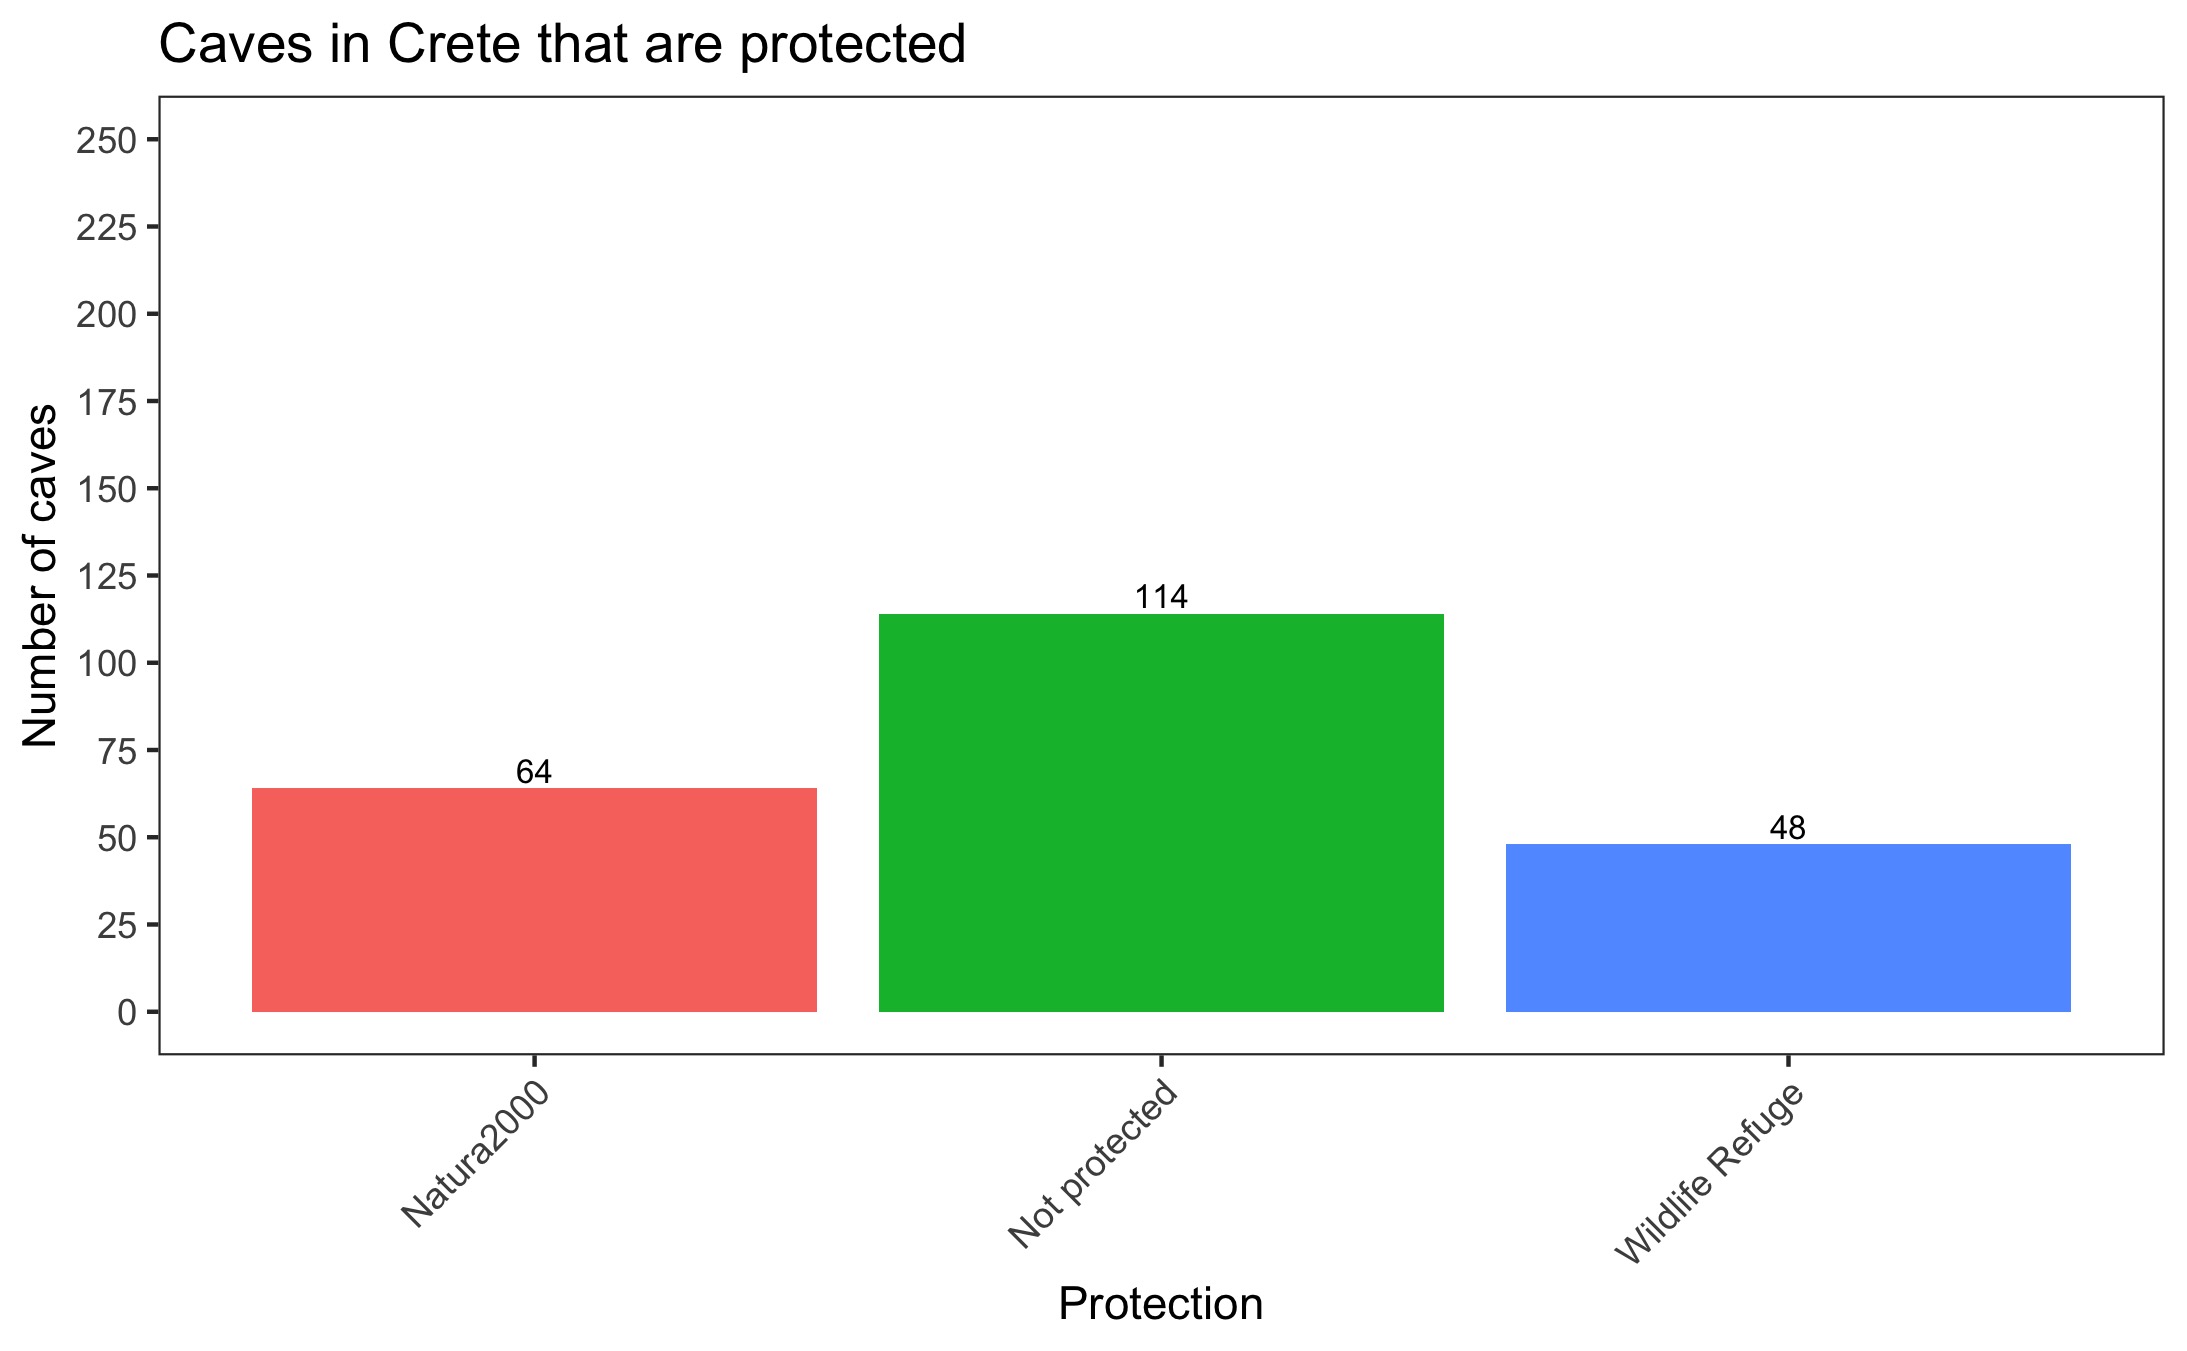 Caves in Crete that are protected
Number of caves
250
225
200
175
150
125
100
75
50
25
0
64
114
48
Natura2000
Not protected
Wildlife Refuge
Protection